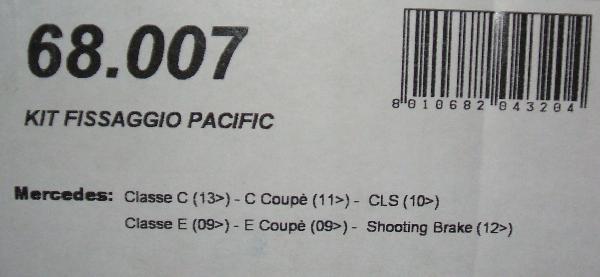 68.007
8 010682 043204
KIT FISSAGGIO PACIFIC
Mercedes: Classe C (13>) - C Coupè (11>) - CLS (10>)
Classe E (09>) - E Coupè (09>) - Shooting Brake (12>)